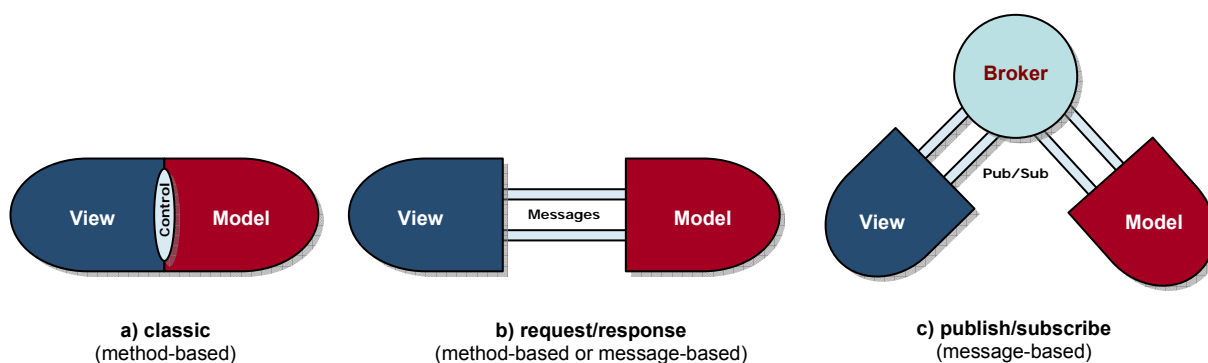 View
Control
Model
a) classic
(method-based)
View
Messages
Model
b) request/response
(method-based or message-based)
Broker
Pub/Sub
View
Model
c) publish/subscribe
(message-based)